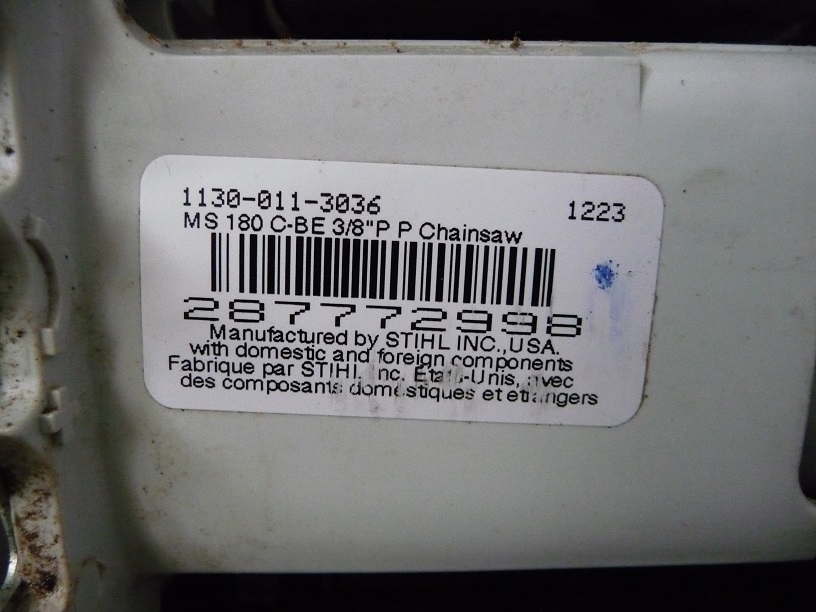 1130-011-3036 1223
MS 180 C-BE 3/8"P P Chainsaw
287772998
Manufactured by STIHL INC.,USA.
with domestic and foreign components
Fabrique par STIHL Inc. Etats-Unis, avec
des composants domestiques et etrangers